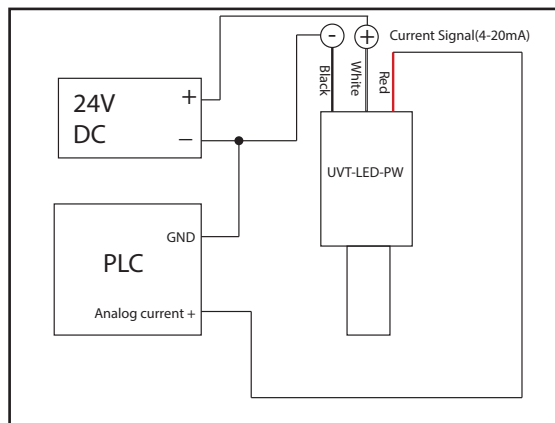 Current Signal(4-20mA)
-
+
Black
White
Red
24V
DC
+
−
UVT-LED-PW
GND
PLC
Analog current +